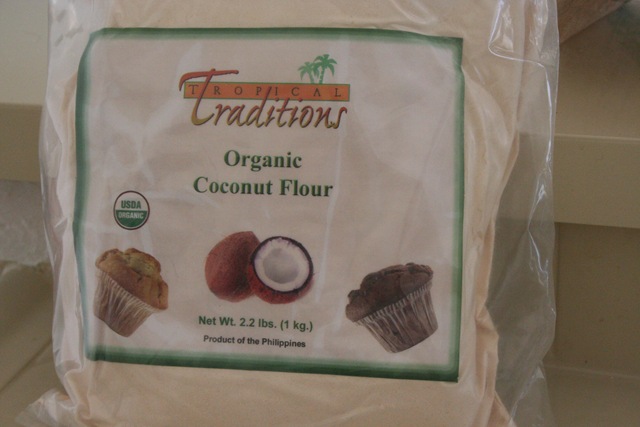 TROPICAL
Traditions
Organic
Coconut Flour
USDA
ORGANIC
Net Wt. 2.2 lbs. (1 kg.)
Product of the Philippines